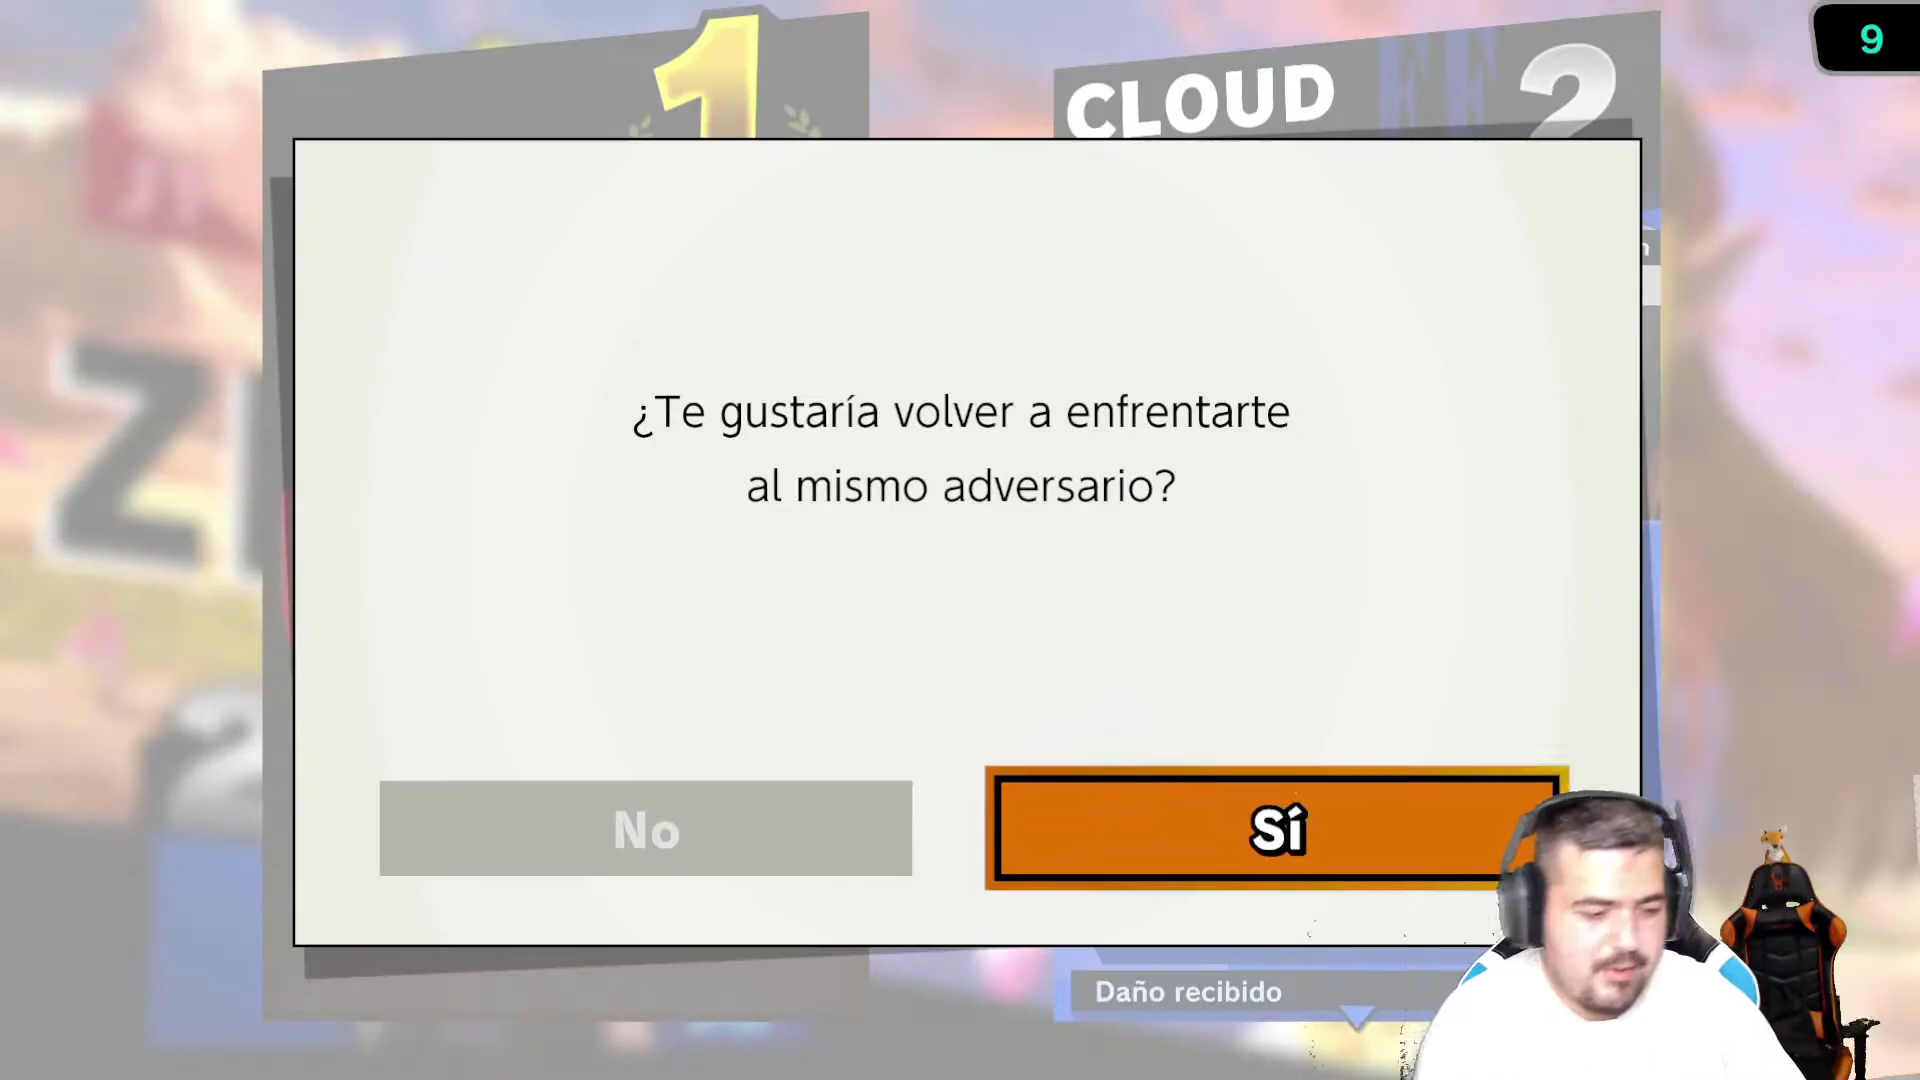 9
1
CLOUD
2
¿Te gustaría volver a enfrentarte
al mismo adversario?
No
Sí
Daño recibido